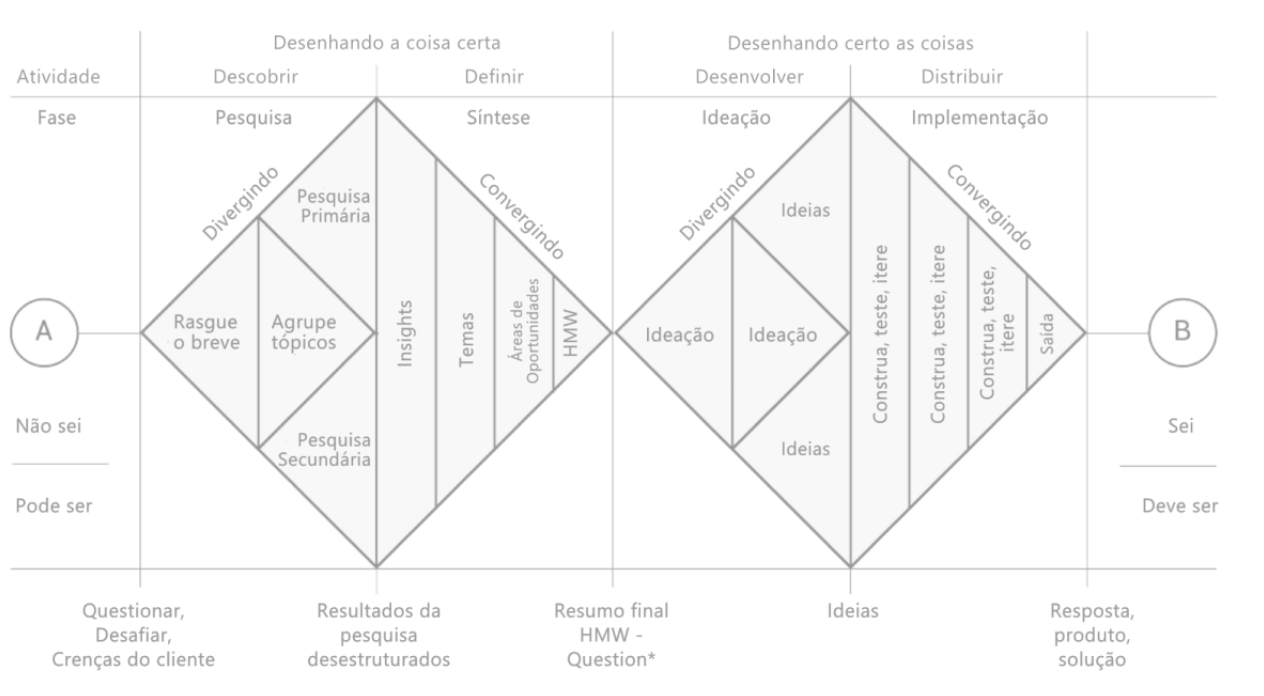 Desenhando a coisa certa
Desenhando certo as coisas
Atividade
Descobrir
Definir
Desenvolver
Distribuir
Fase
Pesquisa
Síntese
Ideação
Implementação
Divergindo
Convergindo
Divergindo
Convergindo
Pesquisa
Primária
Ideias
A
Rasgue
o breve
Agrupe
tópicos
Insights
Temas
Áreas de
Oportunidades
HMW
Ideação
Ideação
Construa, teste, itere
Construa, teste, itere
Construa, teste,
itere
Saída
B
Não sei
Pesquisa
Secundária
Ideias
Sei
Pode ser
Deve ser
Questionar,
Desafiar,
Crenças do cliente
Resultados da
pesquisa
desestruturados
Resumo final
HMW -
Question*
Ideias
Resposta,
produto,
solução